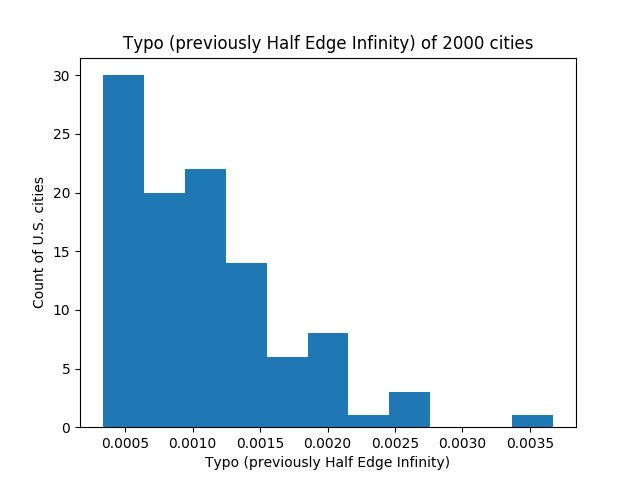 Typo (previously Half Edge Infinity) of 2000 cities
30
25
20
15
10
5
0
Count of U.S. cities
0.0005 0.0010 0.0015 0.0020 0.0025 0.0030 0.0035
Typo (previously Half Edge Infinity)